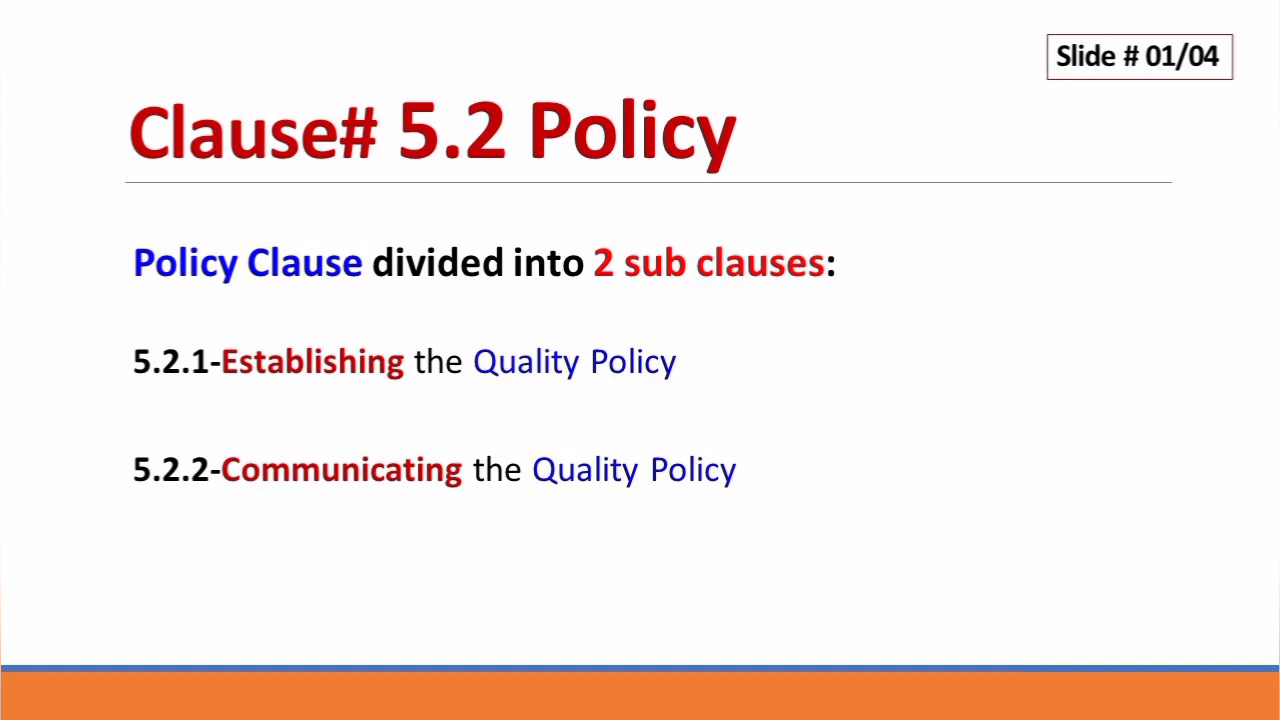 Slide # 01/04
Clause# 5.2 Policy
Policy Clause divided into 2 sub clauses:
5.2.1-Establishing the Quality Policy
5.2.2-Communicating the Quality Policy